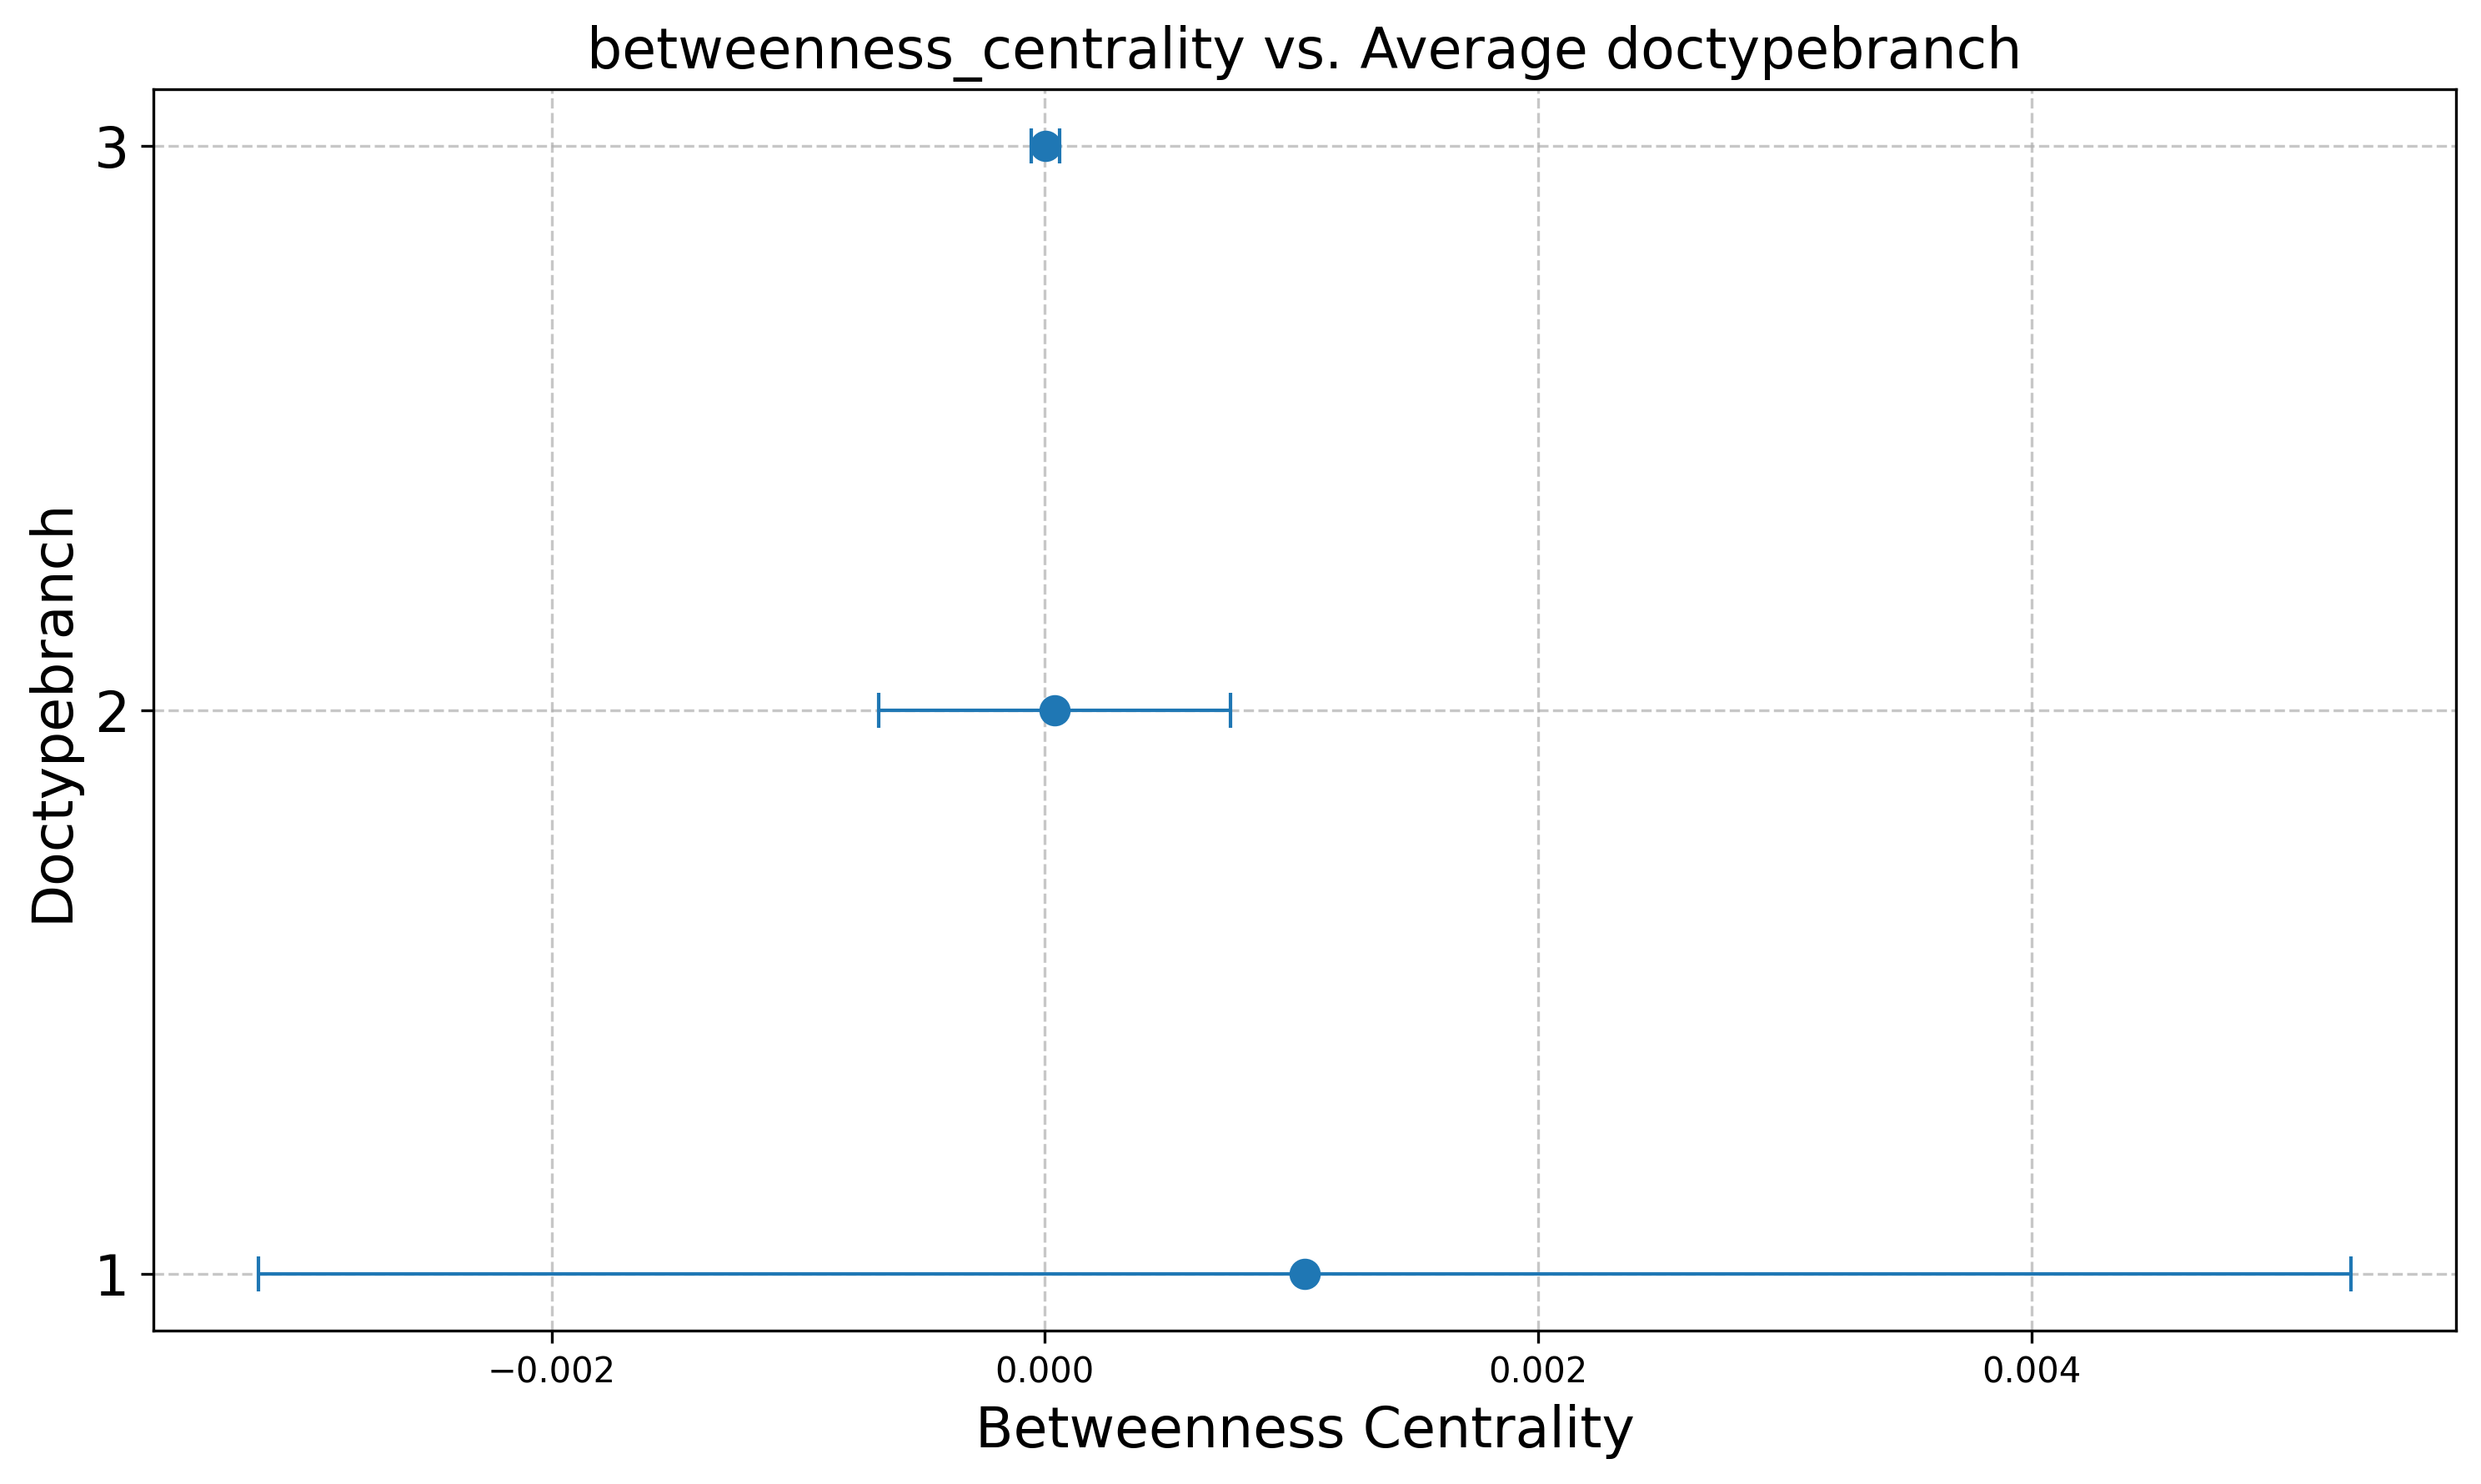 betweenness_centrality vs. Average doctypebranch
Doctypebranch
3
2
1
−0.002 0.000 0.002 0.004
Betweenness Centrality